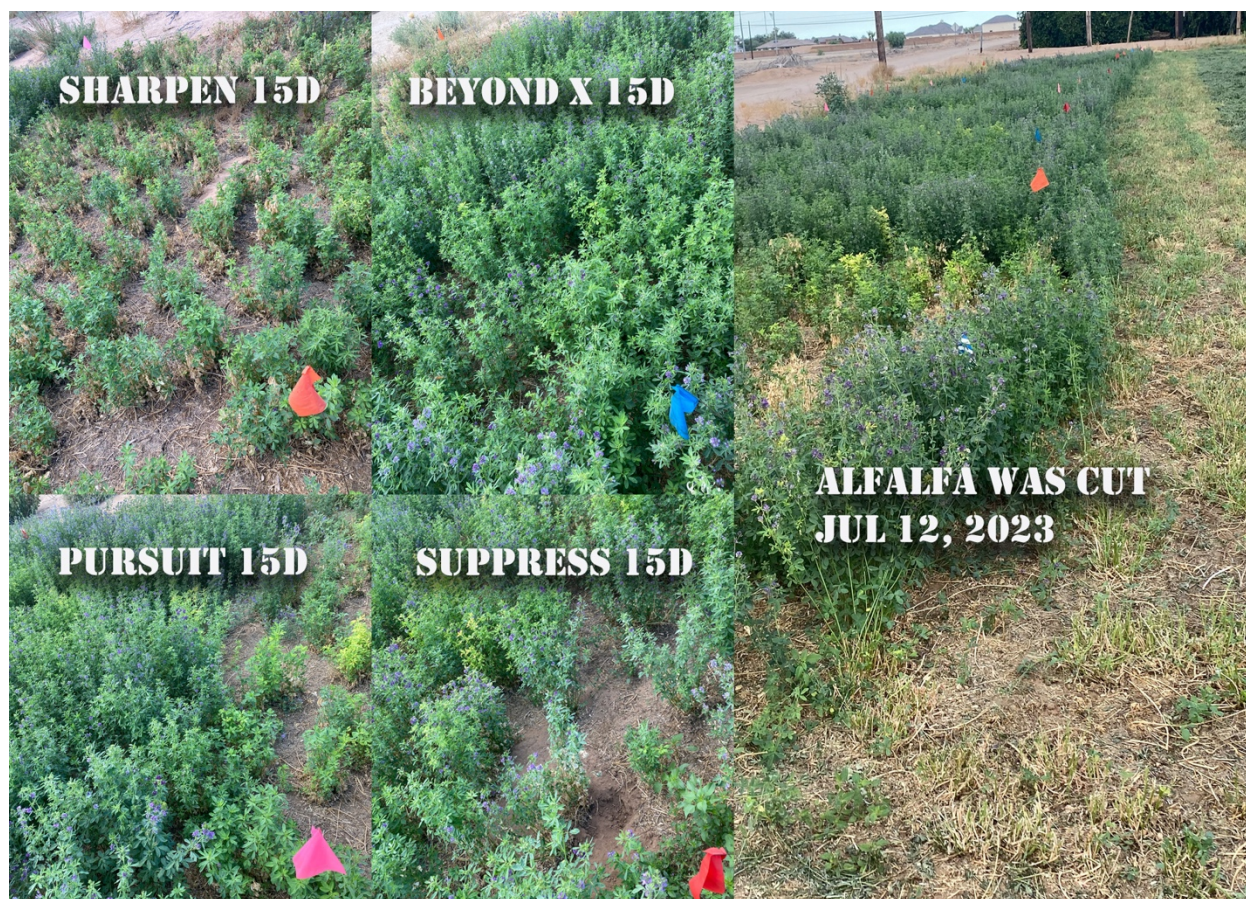 SHARPEN 15D
BEYOND X 15D
PURSUIT 15D
SUPPRESS 15D
ALFALFA WAS CUT
JUL 12, 2023